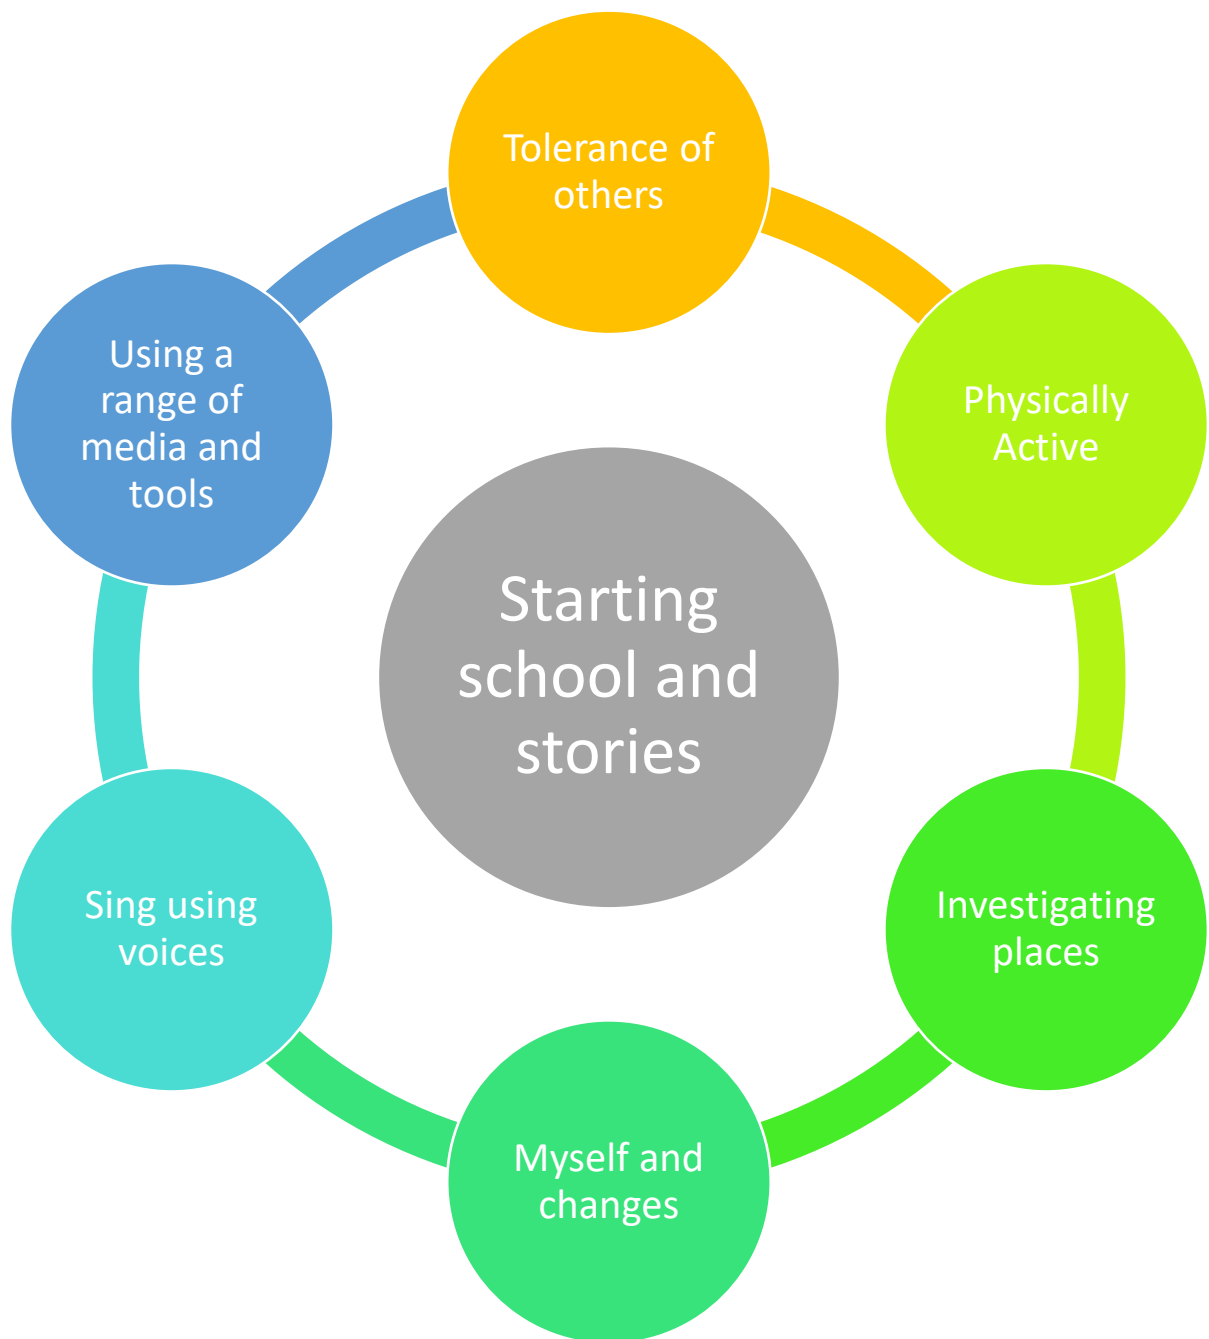 Tolerance of
others
Physically
Active
Investigating
places
Myself and
changes
Sing using
voices
Using a
range of
media and
tools
Starting
school and
stories